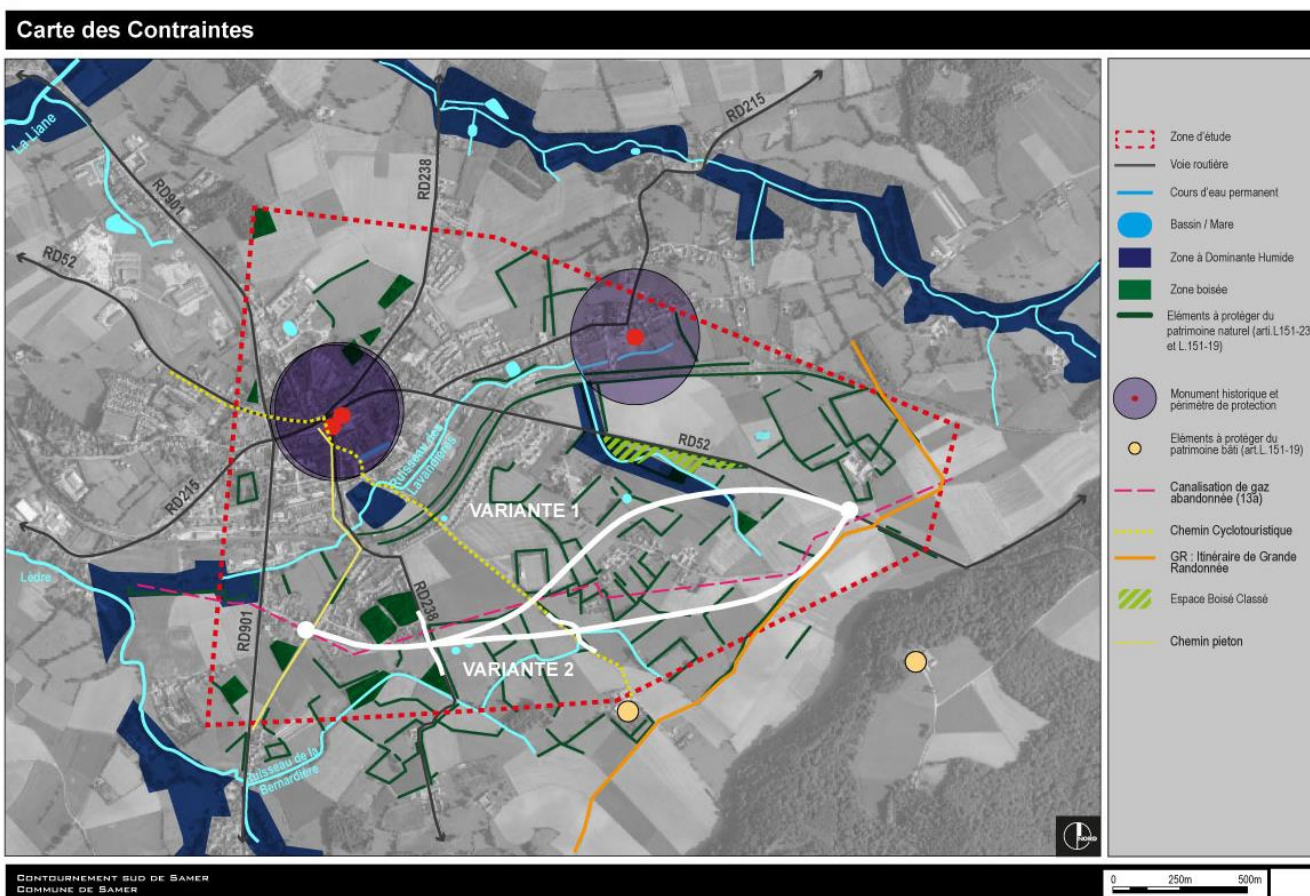 Carte des Contraintes
La Liane
RD901
RD238
RD215
RD52
RD52
RD215
Ruisseau des
Lavandières
VARIANTE 1
Lèdre
RD901
RD238
VARIANTE 2
Ruisseau de la
Bernardière
NORD
Zone d'étude
Voie routière
Cours d'eau permanent
Bassin / Mare
Zone à Dominante Humide
Zone boisée
Eléments à protéger du
patrimoine naturel (arti.L151-23
et L.151-19)
Monument historique et
périmètre de protection
Eléments à protéger du
patrimoine bâti (art.L.151-19)
Canalisation de gaz
abandonnée (13a)
Chemin Cyclotouristique
GR : Itinéraire de Grande
Randonnée
Espace Boisé Classé
Chemin pieton
CONTOURNEMENT SUD DE SAMER
COMMUNE DE SAMER
0 250m 500m